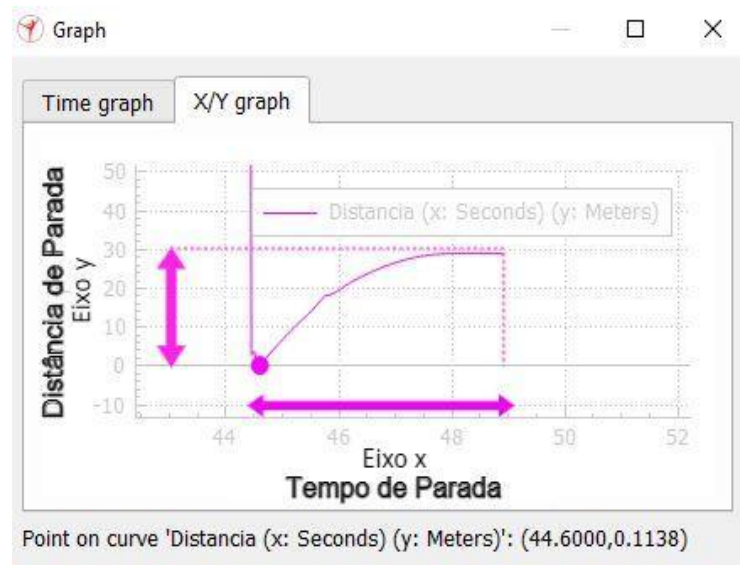 Graph
Time graph
X/Y graph
Distância de Parada
Eixo y
50
40
30
20
10
0
-10
Distancia (x: Seconds) (y: Meters)
44
46
48
50
52
Eixo x
Tempo de Parada
Point on curve 'Distancia (x: Seconds) (y: Meters)': (44.6000,0.1138)